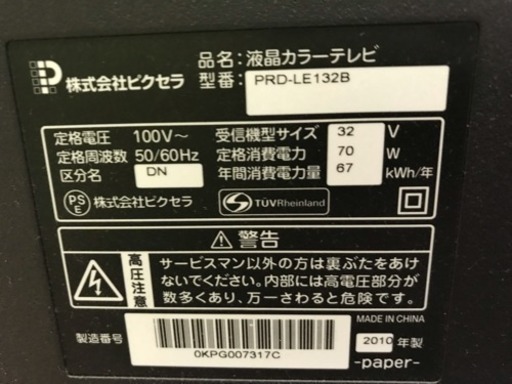 株式会社ピクセラ
品名：液晶カラーテレビ
型番： PRD-LE132B
定格電圧 100V～
定格周波数 50/60Hz
区分名 DN
受信機型サイズ 32 V
定格消費電力 70 W
年間消費電力量 67 kWh/年
PSE 株式会社ピクセラ
TÜVRheinland
⚠警告
高圧注意
サービスマン以外の方は裏ぶたをあけ
ないでください。内部には高電圧部分が
数多くあり、万一さわると危険です。
MADE IN CHINA
製造番号
0KPG007317C
2010 年製
-paper-